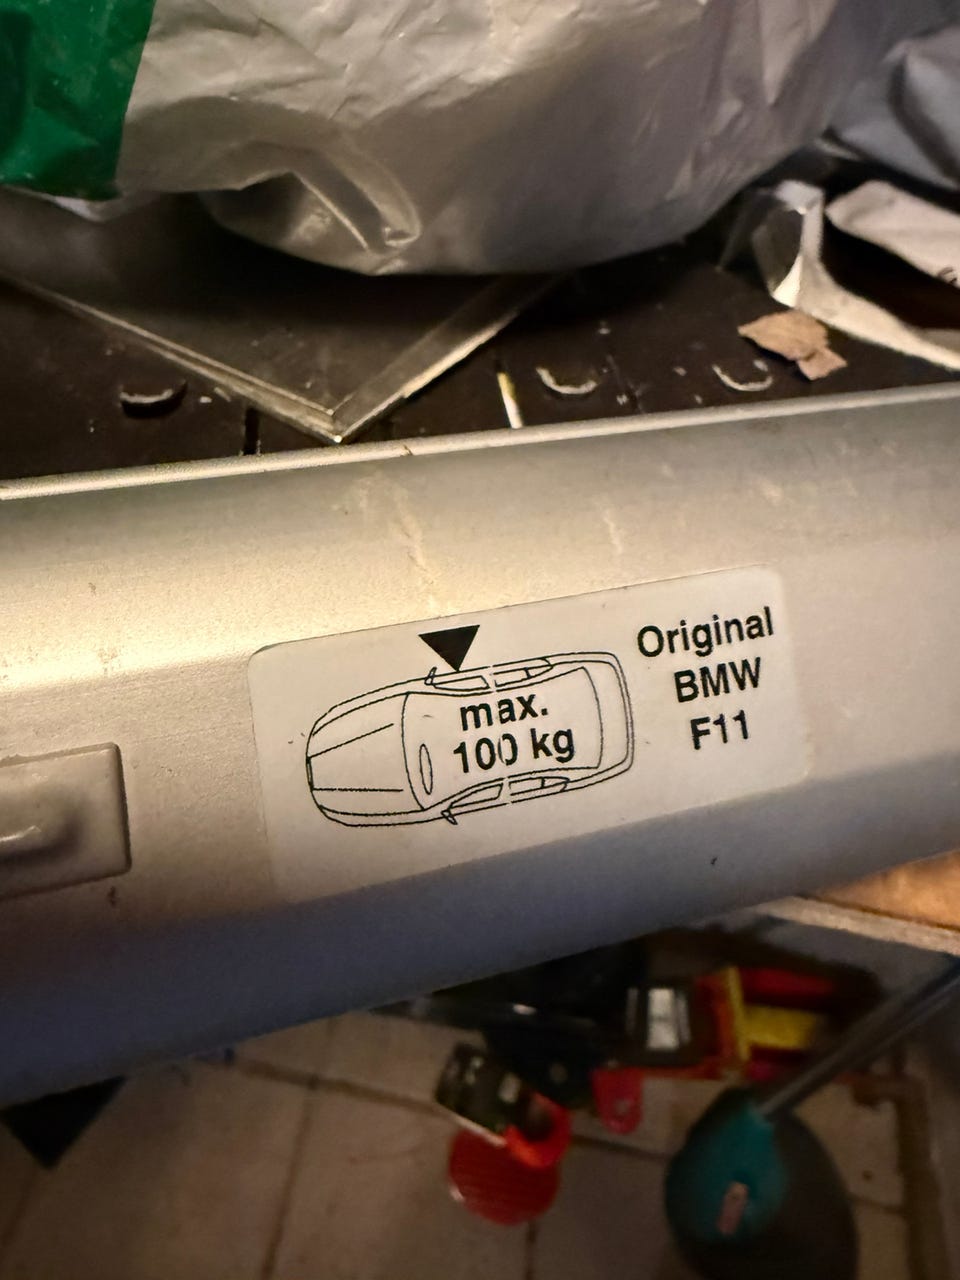 max.
100 kg
Original
BMW
F11